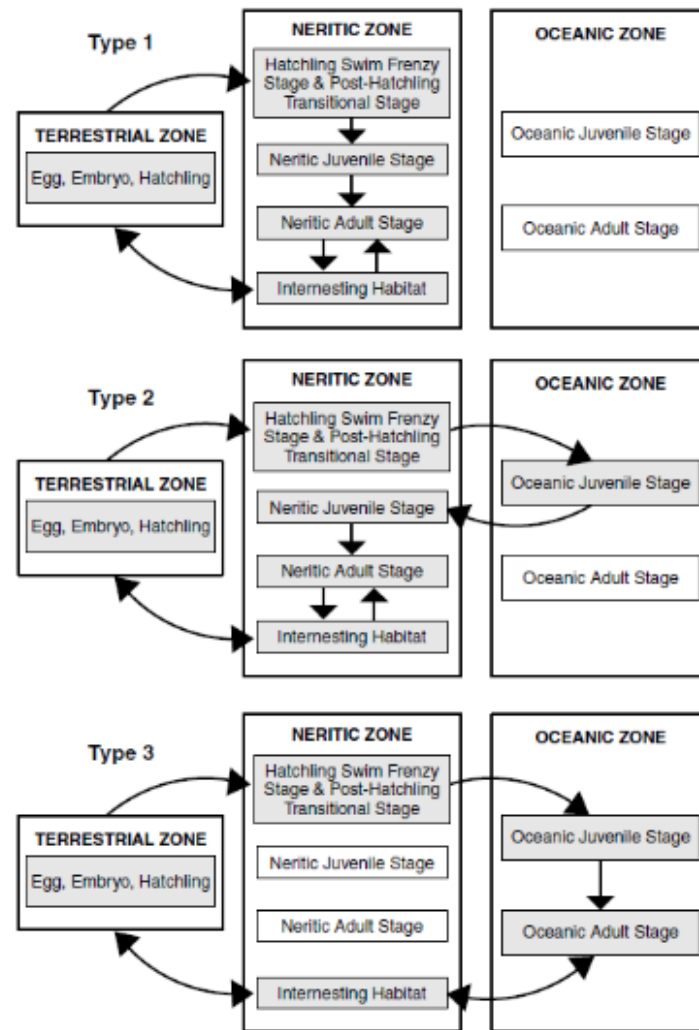 Type 1
TERRESTRIAL ZONE
Egg, Embryo, Hatchling
NERITIC ZONE
Hatchling Swim Frenzy
Stage & Post-Hatchling
Transitional Stage
Neritic Juvenile Stage
Neritic Adult Stage
Internesting Habitat
OCEANIC ZONE
Oceanic Juvenile Stage
Oceanic Adult Stage
Type 2
TERRESTRIAL ZONE
Egg, Embryo, Hatchling
NERITIC ZONE
Hatchling Swim Frenzy
Stage & Post-Hatchling
Transitional Stage
Neritic Juvenile Stage
Neritic Adult Stage
Internesting Habitat
OCEANIC ZONE
Oceanic Juvenile Stage
Oceanic Adult Stage
Type 3
TERRESTRIAL ZONE
Egg, Embryo, Hatchling
NERITIC ZONE
Hatchling Swim Frenzy
Stage & Post-Hatchling
Transitional Stage
Neritic Juvenile Stage
Neritic Adult Stage
Internesting Habitat
OCEANIC ZONE
Oceanic Juvenile Stage
Oceanic Adult Stage